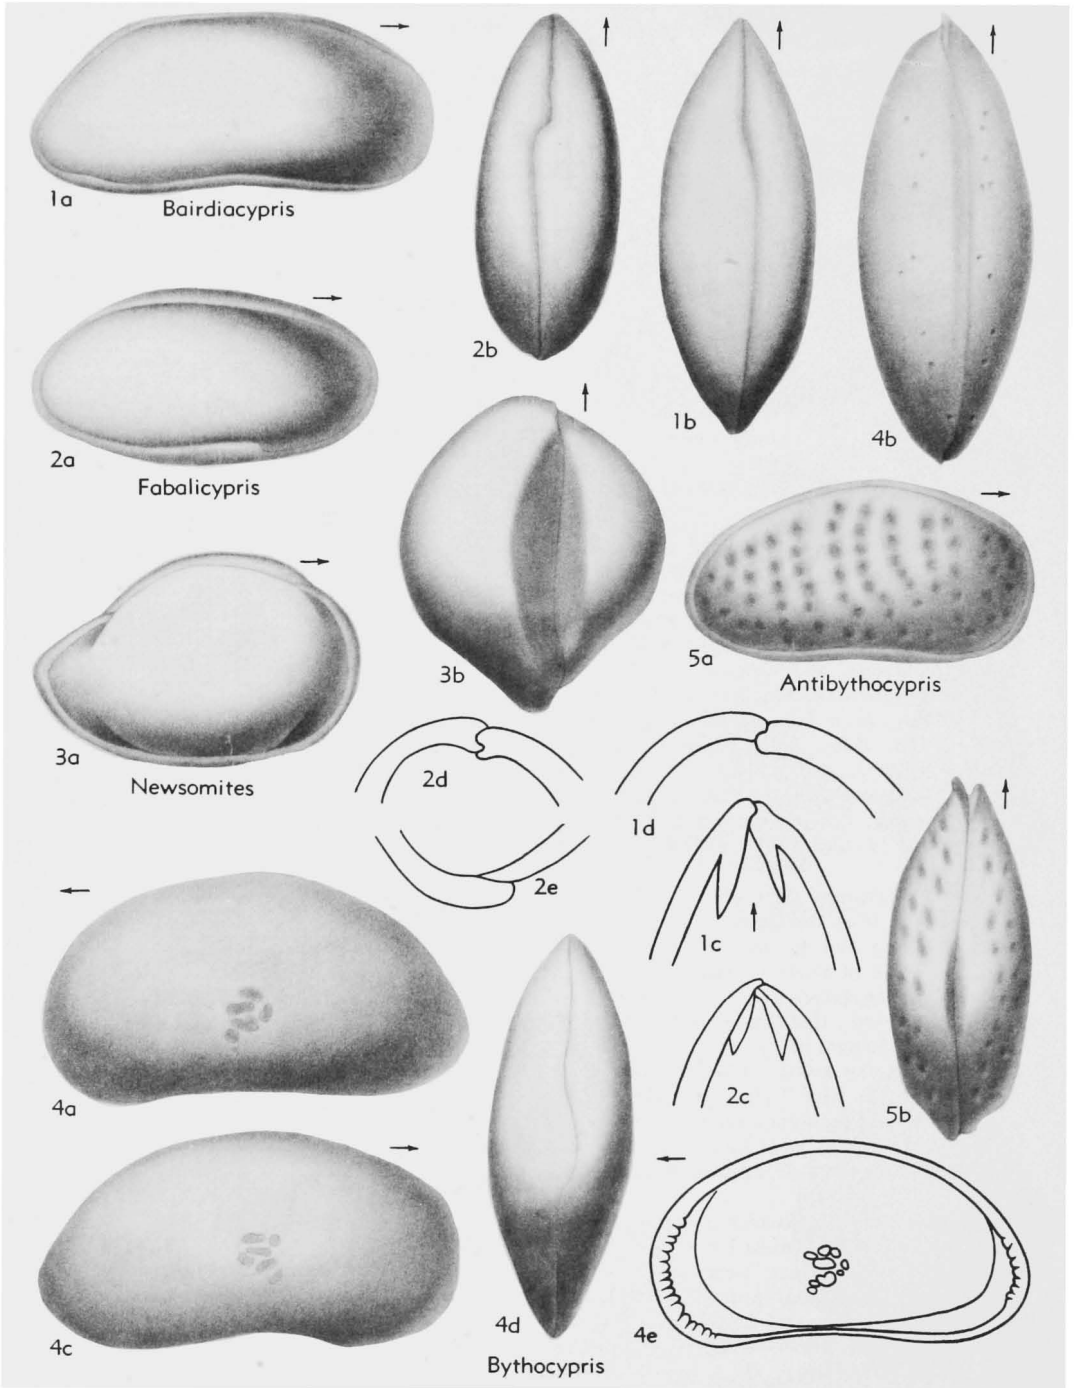 1a
Bairdiacypris
2b
1b
4b
2a
Fabalicypris
3b
5a
Antibythocypris
3a
Newsomites
2d
1d
2e
1c
4a
2c
5b
4c
4d
4e
Bythocypris